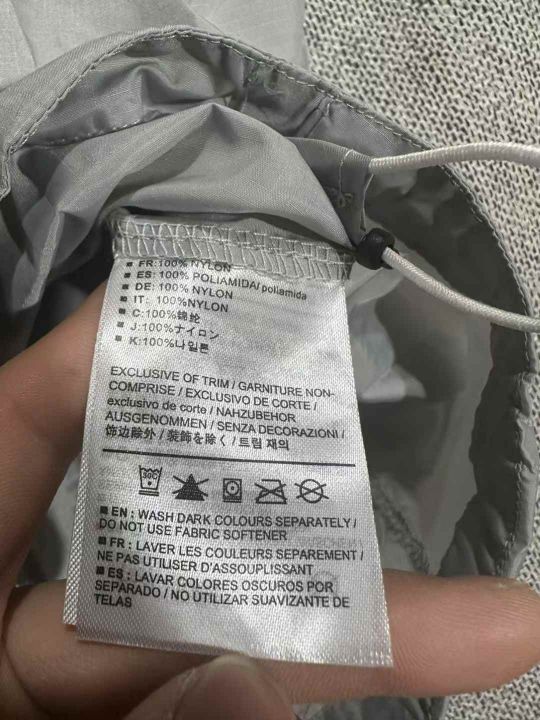 FR:100% NYLON
ES: 100% POLIAMIDA/ poliamida
DE: 100% NYLON
IT: 100%NYLON
C:100%锦纶
J:100%ナイロン
K:100%나일론
EXCLUSIVE OF TRIM / GARNITURE NON-
COMPRISE / EXCLUSIVO DE CORTE /
exclusivo de corte / NAHZUBEHOR
AUSGENOMMEN / SENZA DECORAZIONI /
饰边除外 / 装飾を除く / 트림 재의
30C
EN : WASH DARK COLOURS SEPARATELY /
DO NOT USE FABRIC SOFTENER
FR : LAVER LES COULEURS SEPAREMENT /
NE PAS UTILISER D'ASSOUPLISSANT
ES : LAVAR COLORES OSCUROS POR
SEPARADO / NO UTILIZAR SUAVIZANTE DE
TELAS